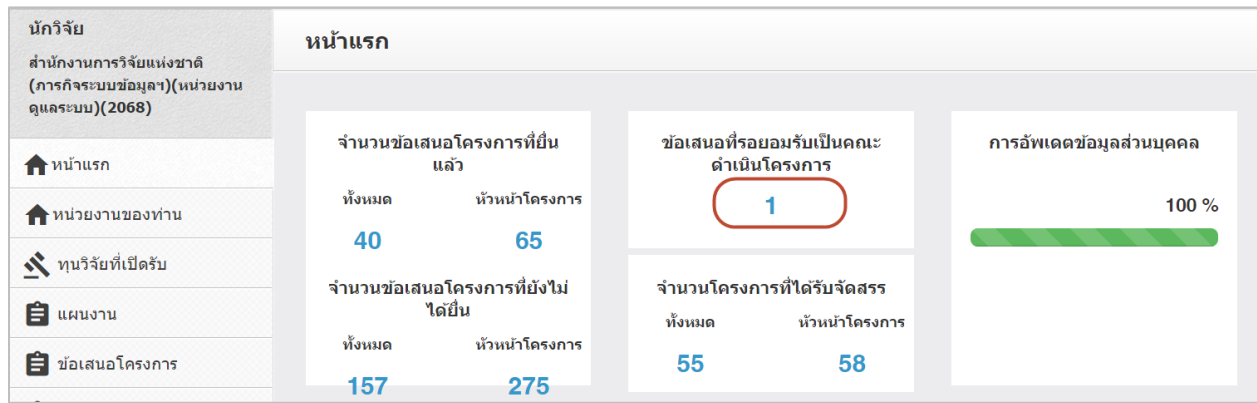 นักวิจัย
สำนักงานการวิจัยแห่งชาติ
(ภารกิจระบบข้อมูลฯ)(หน่วยงาน
ดูแลระบบ)(2068)
หน้าแรก
หน่วยงานของท่าน
ทุนวิจัยที่เปิดรับ
แผนงาน
ข้อเสนอโครงการ
หน้าแรก
จำนวนข้อเสนอโครงการที่ยื่น
แล้ว
ทั้งหมด หัวหน้าโครงการ
40 65
จำนวนข้อเสนอโครงการที่ยังไม่
ได้ยื่น
ทั้งหมด หัวหน้าโครงการ
157 275
ข้อเสนอที่รอยอมรับเป็นคณะ
ดำเนินโครงการ
1
จำนวนโครงการที่ได้รับจัดสรร
ทั้งหมด หัวหน้าโครงการ
55 58
การอัพเดตข้อมูลส่วนบุคคล
100 %